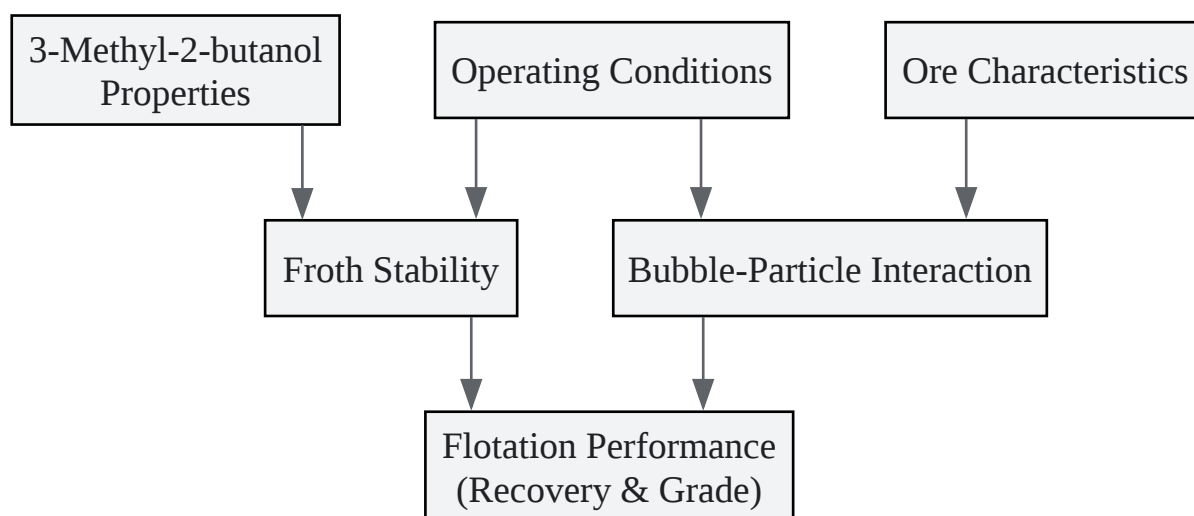 3-Methyl-2-butanol
Properties
Operating Conditions
Ore Characteristics
Froth Stability
Bubble-Particle Interaction
Flotation Performance
(Recovery & Grade)